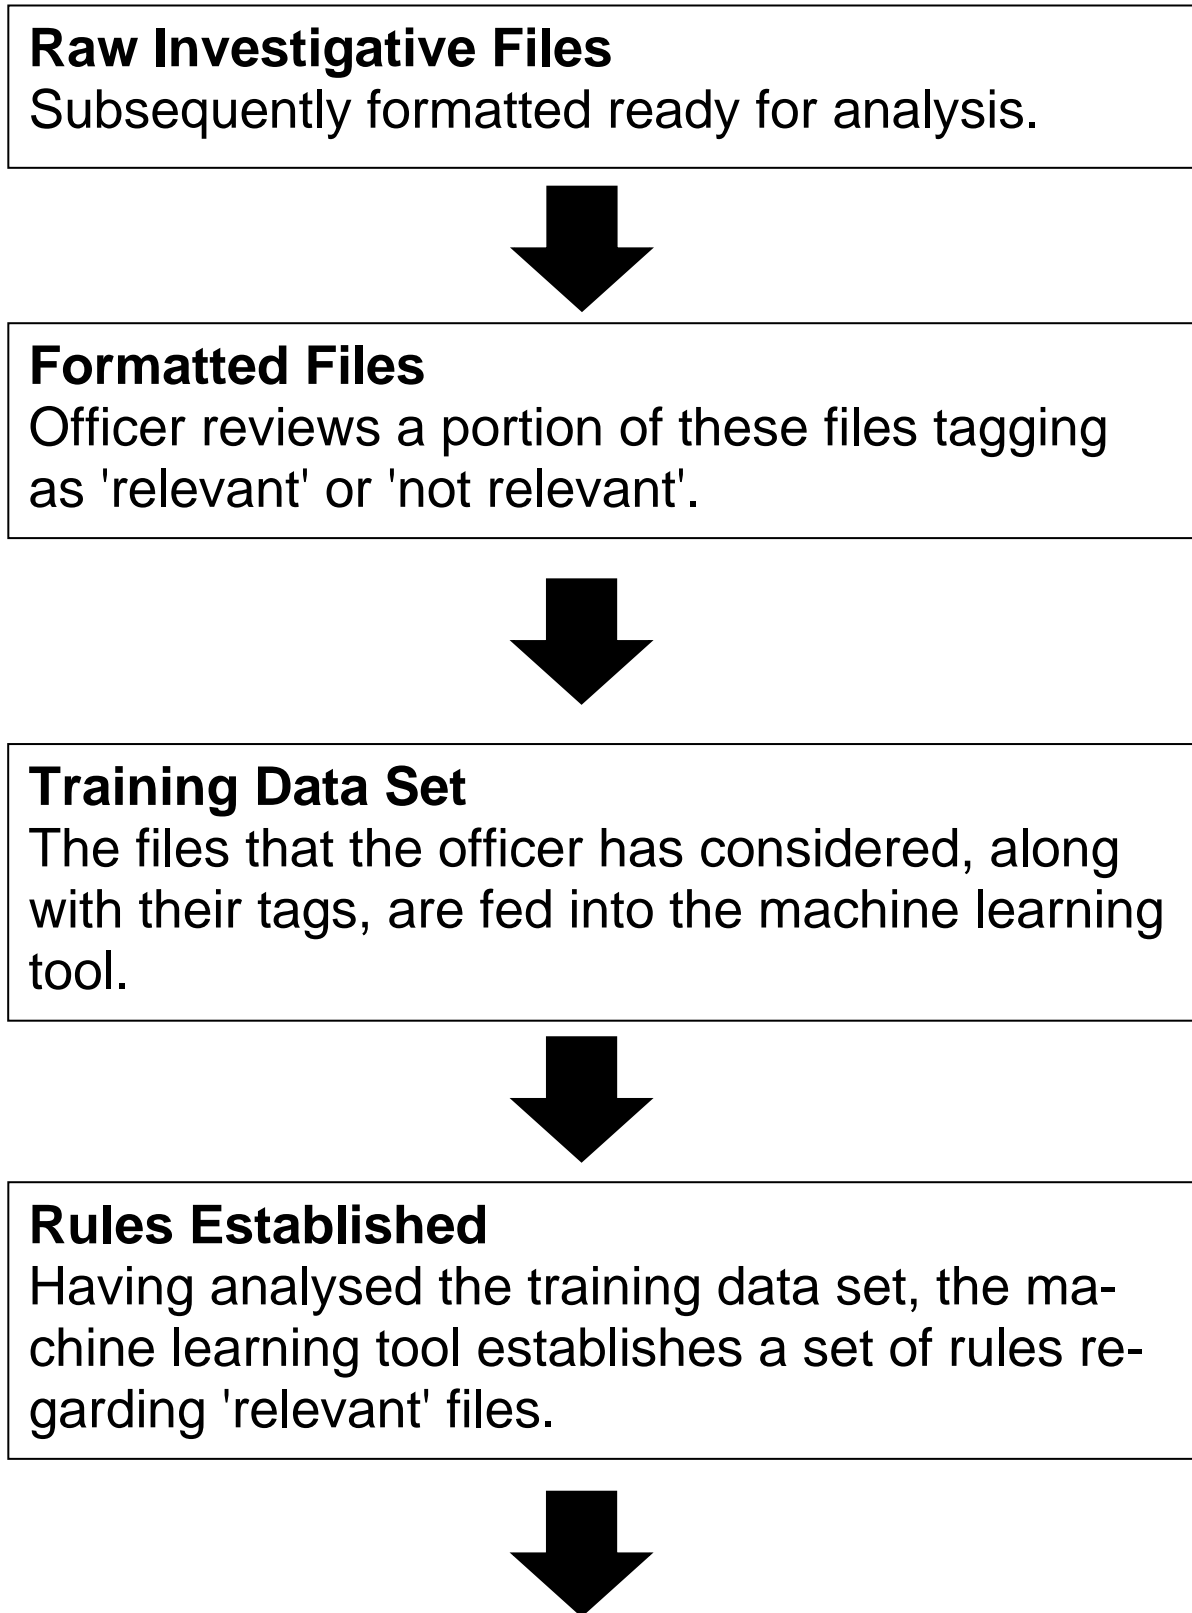 Raw Investigative Files
Subsequently formatted ready for analysis.
Formatted Files
Officer reviews a portion of these files tagging
as 'relevant' or 'not relevant'.
Training Data Set
The files that the officer has considered, along
with their tags, are fed into the machine learning
tool.
Rules Established
Having analysed the training data set, the ma-
chine learning tool establishes a set of rules re-
garding 'relevant' files.